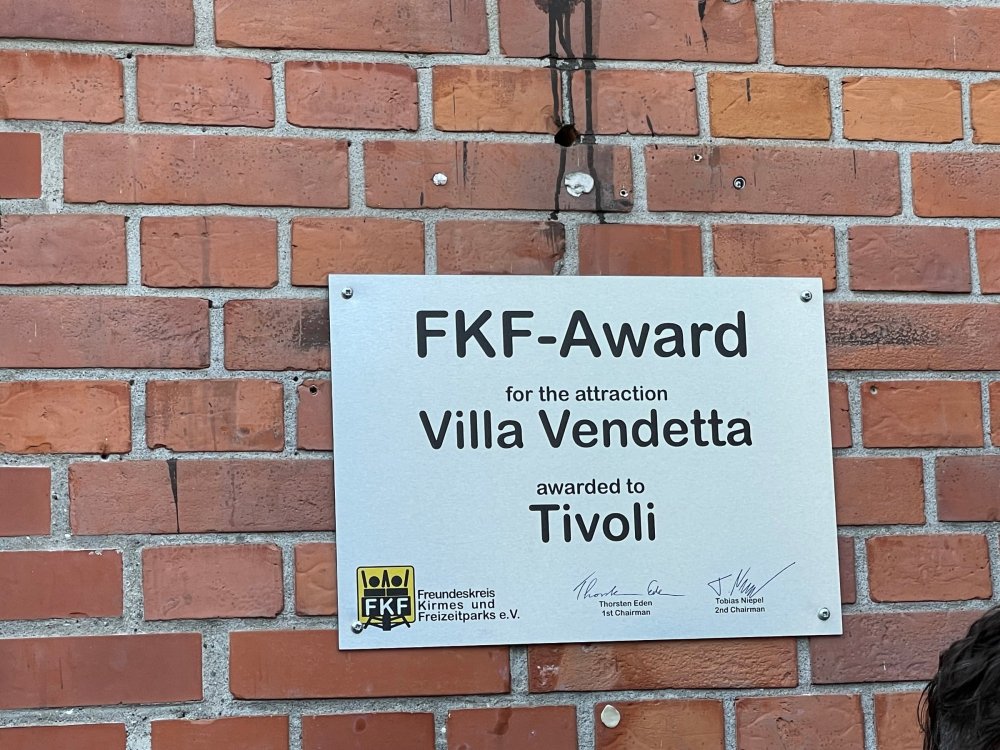 FKF-Award
for the attraction
Villa Vendetta
awarded to
Tivoli
FKF
Freundeskreis
Kirmes und
Freizeitparks e.V.
Thorsten Eden
1st Chairman
Tobias Niepel
2nd Chairman